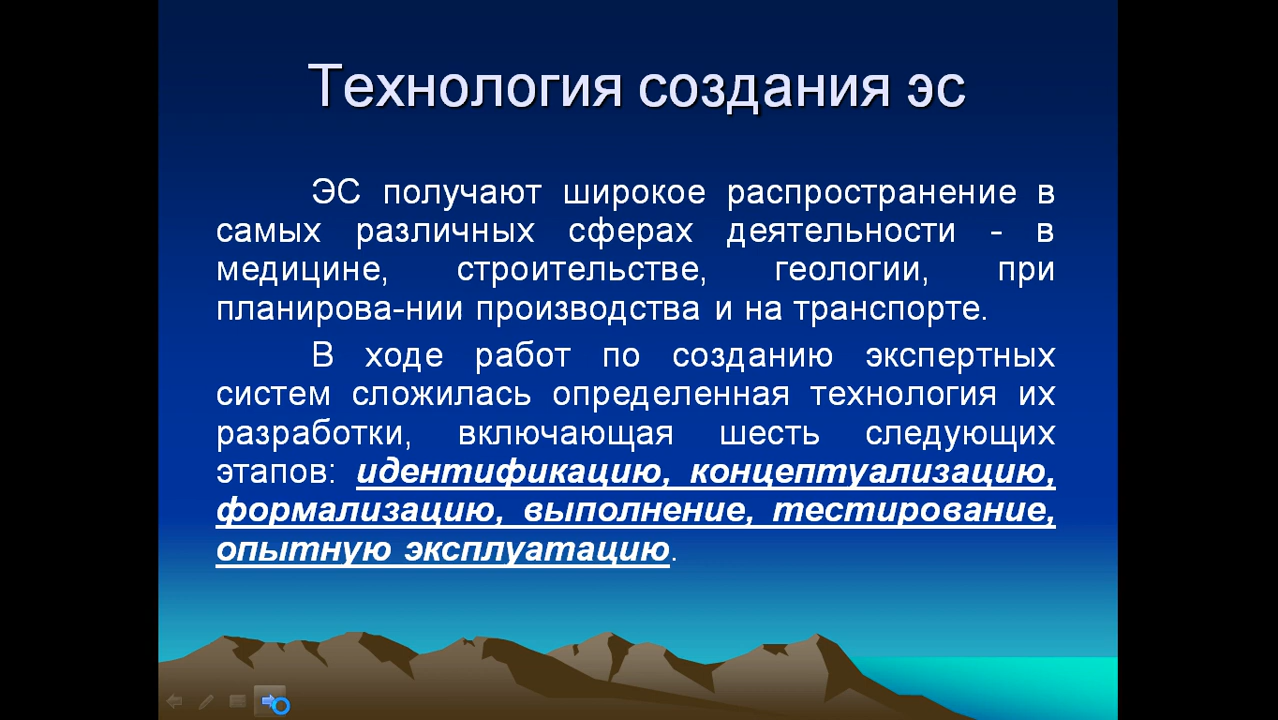 Технология создания эс
ЭС получают широкое распространение в
самых различных сферах деятельности - в
медицине, строительстве, геологии, при
планирова-нии производства и на транспорте.
В ходе работ по созданию экспертных
систем сложилась определенная технология их
разработки, включающая шесть следующих
этапов: идентификацию, концептуализацию,
формализацию, выполнение, тестирование,
опытную эксплуатацию.